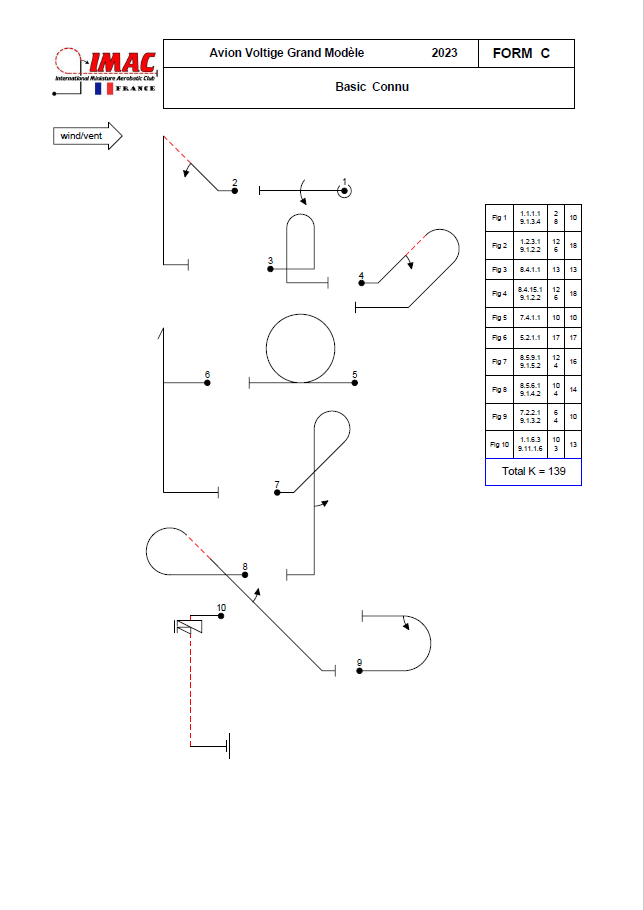 IMAC
International Miniature Aerobatic Club
FRANCE
Avion Voltige Grand Modèle 2023 FORM C
Basic Connu
wind/vent
2
1
3
4
6
5
7
8
10
9
Fig 1 1.1.1.1 2 10
9.1.3.4 8
Fig 2 1.2.3.1 12 18
9.1.2.2 6
Fig 3 8.4.1.1 13 13
Fig 4 8.4.15.1 12 18
9.1.2.2 6
Fig 5 7.4.1.1 10 10
Fig 6 5.2.1.1 17 17
Fig 7 8.5.9.1 12 16
9.1.5.2 4
Fig 8 8.5.6.1 10 14
9.1.4.2 4
Fig 9 7.2.2.1 6 10
9.1.3.2 4
Fig 10 1.1.6.3 10 13
9.11.1.6 3
Total K = 139